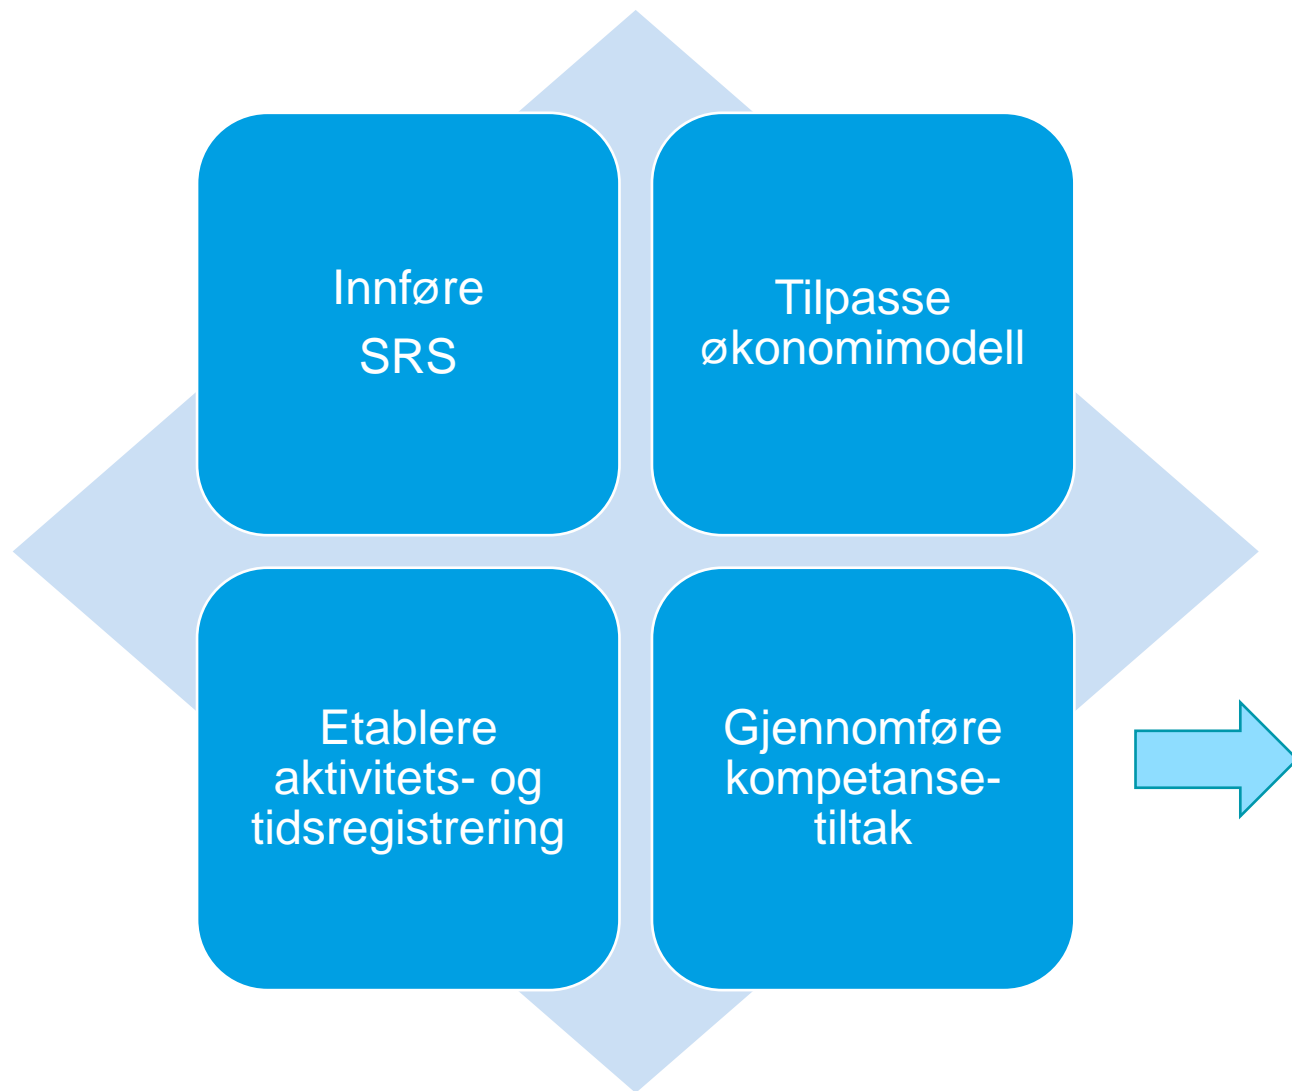 Innføre
SRS
Tilpasse
økonomimodell
Etablere
aktivitets- og
tidsregistrering
Gjennomføre
kompetanse-
tiltak